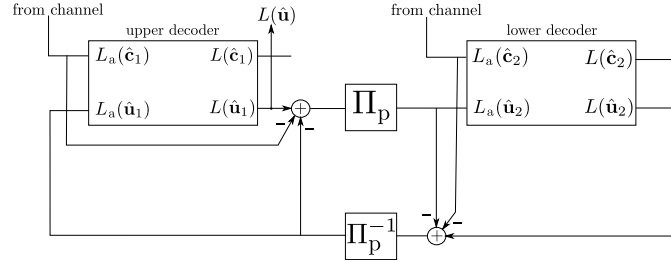 from channel
upper decoder
L(û)
from channel
lower decoder
Lₐ(ĉ₁) L(ĉ₁)
Lₐ(ĉ₂) L(ĉ₂)
Lₐ(û₁) L(û₁)
+
Πₚ
Lₐ(û₂) L(û₂)
− −
− −
Πₚ⁻¹
+